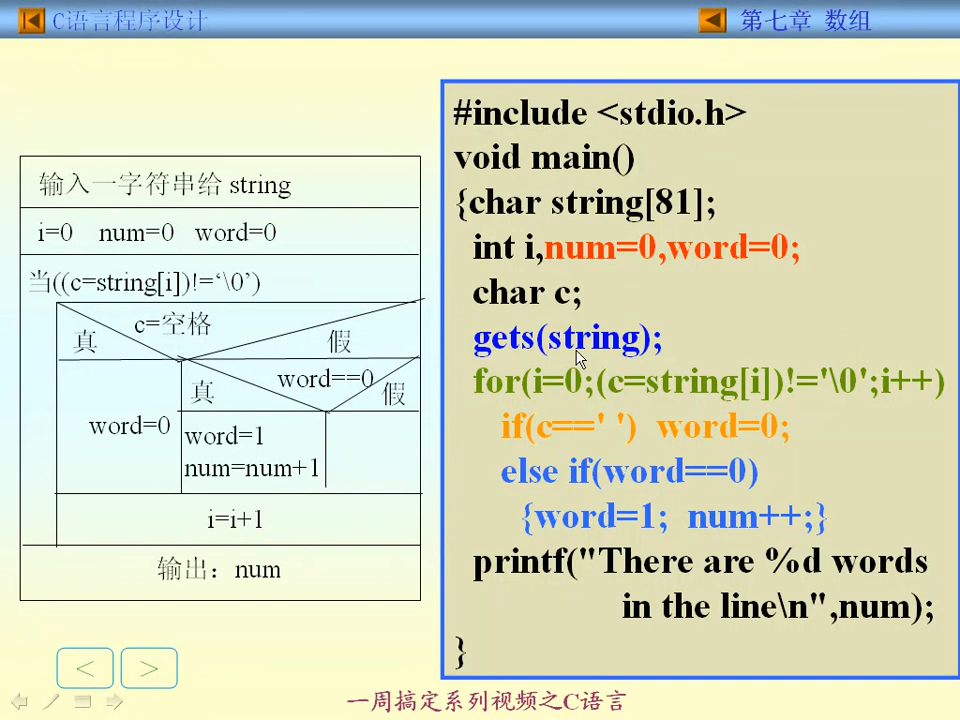 C语言程序设计
第七章 数组
输入一字符串给 string
i=0 num=0 word=0
当((c=string[i])!=‘\0’)
c=空格
真
假
word==0
真
假
word=0
word=1
num=num+1
i=i+1
输出：num
#include <stdio.h>
void main()
{char string[81];
int i,num=0,word=0;
char c;
gets(string);
for(i=0;(c=string[i])!='\0';i++)
if(c==' ') word=0;
else if(word==0)
{word=1; num++;}
printf("There are %d words
in the line\n",num);
}
< >
一周搞定系列视频之C语言